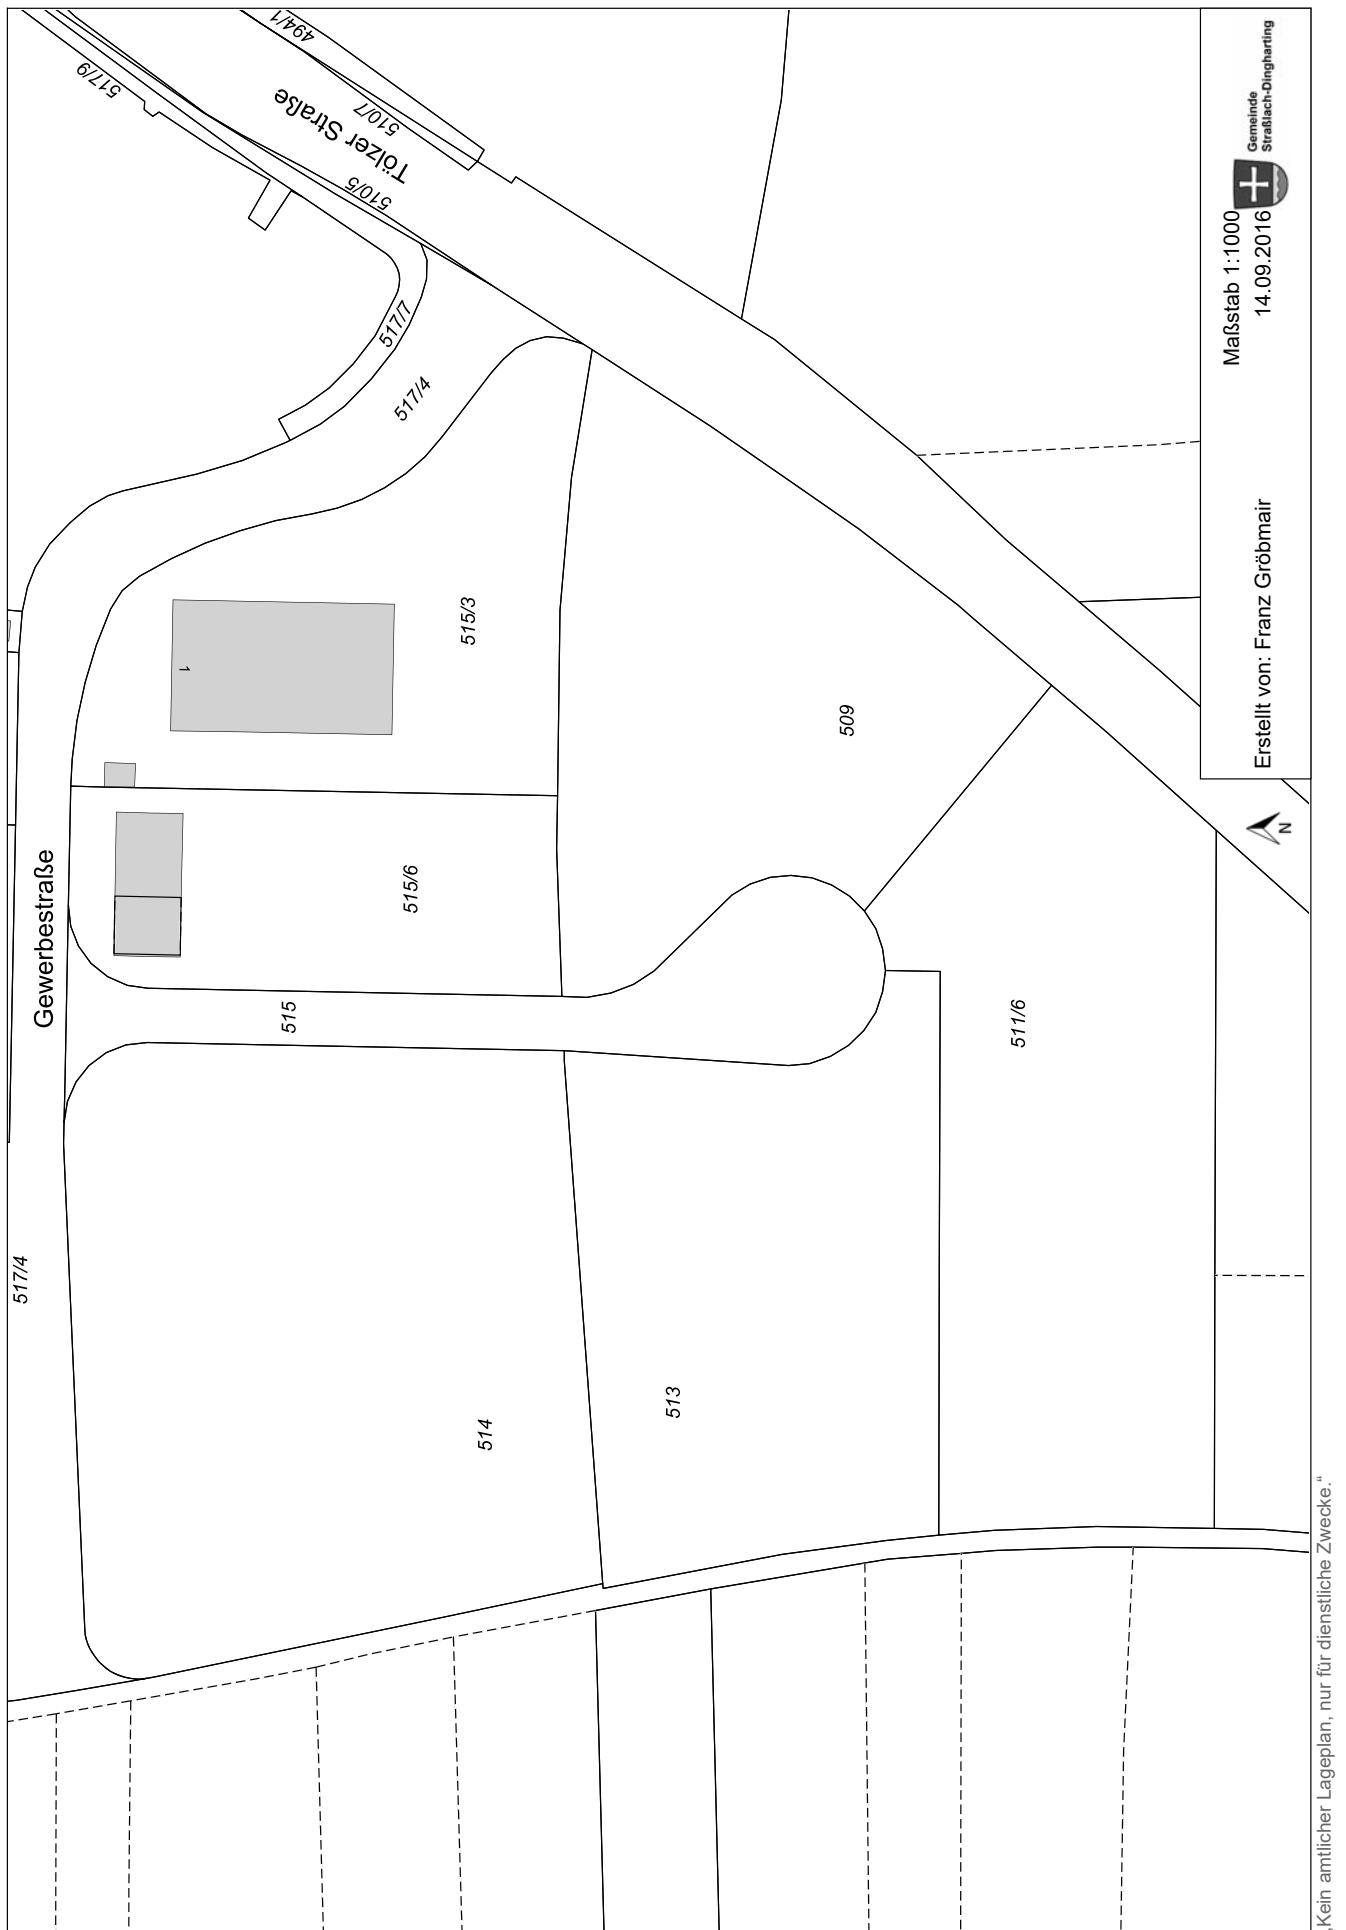 494/1
517/9
510/7
Tölzer Straße
510/5
517/7
517/4
515/3
1
509
Gewerbestraße
515/6
515
511/6
517/4
514
513
Gemeinde
Straßlach-Dingharting
Maßstab 1:1000
14.09.2016
Erstellt von: Franz Gröbmair
N
„Kein amtlicher Lageplan, nur für dienstliche Zwecke.“